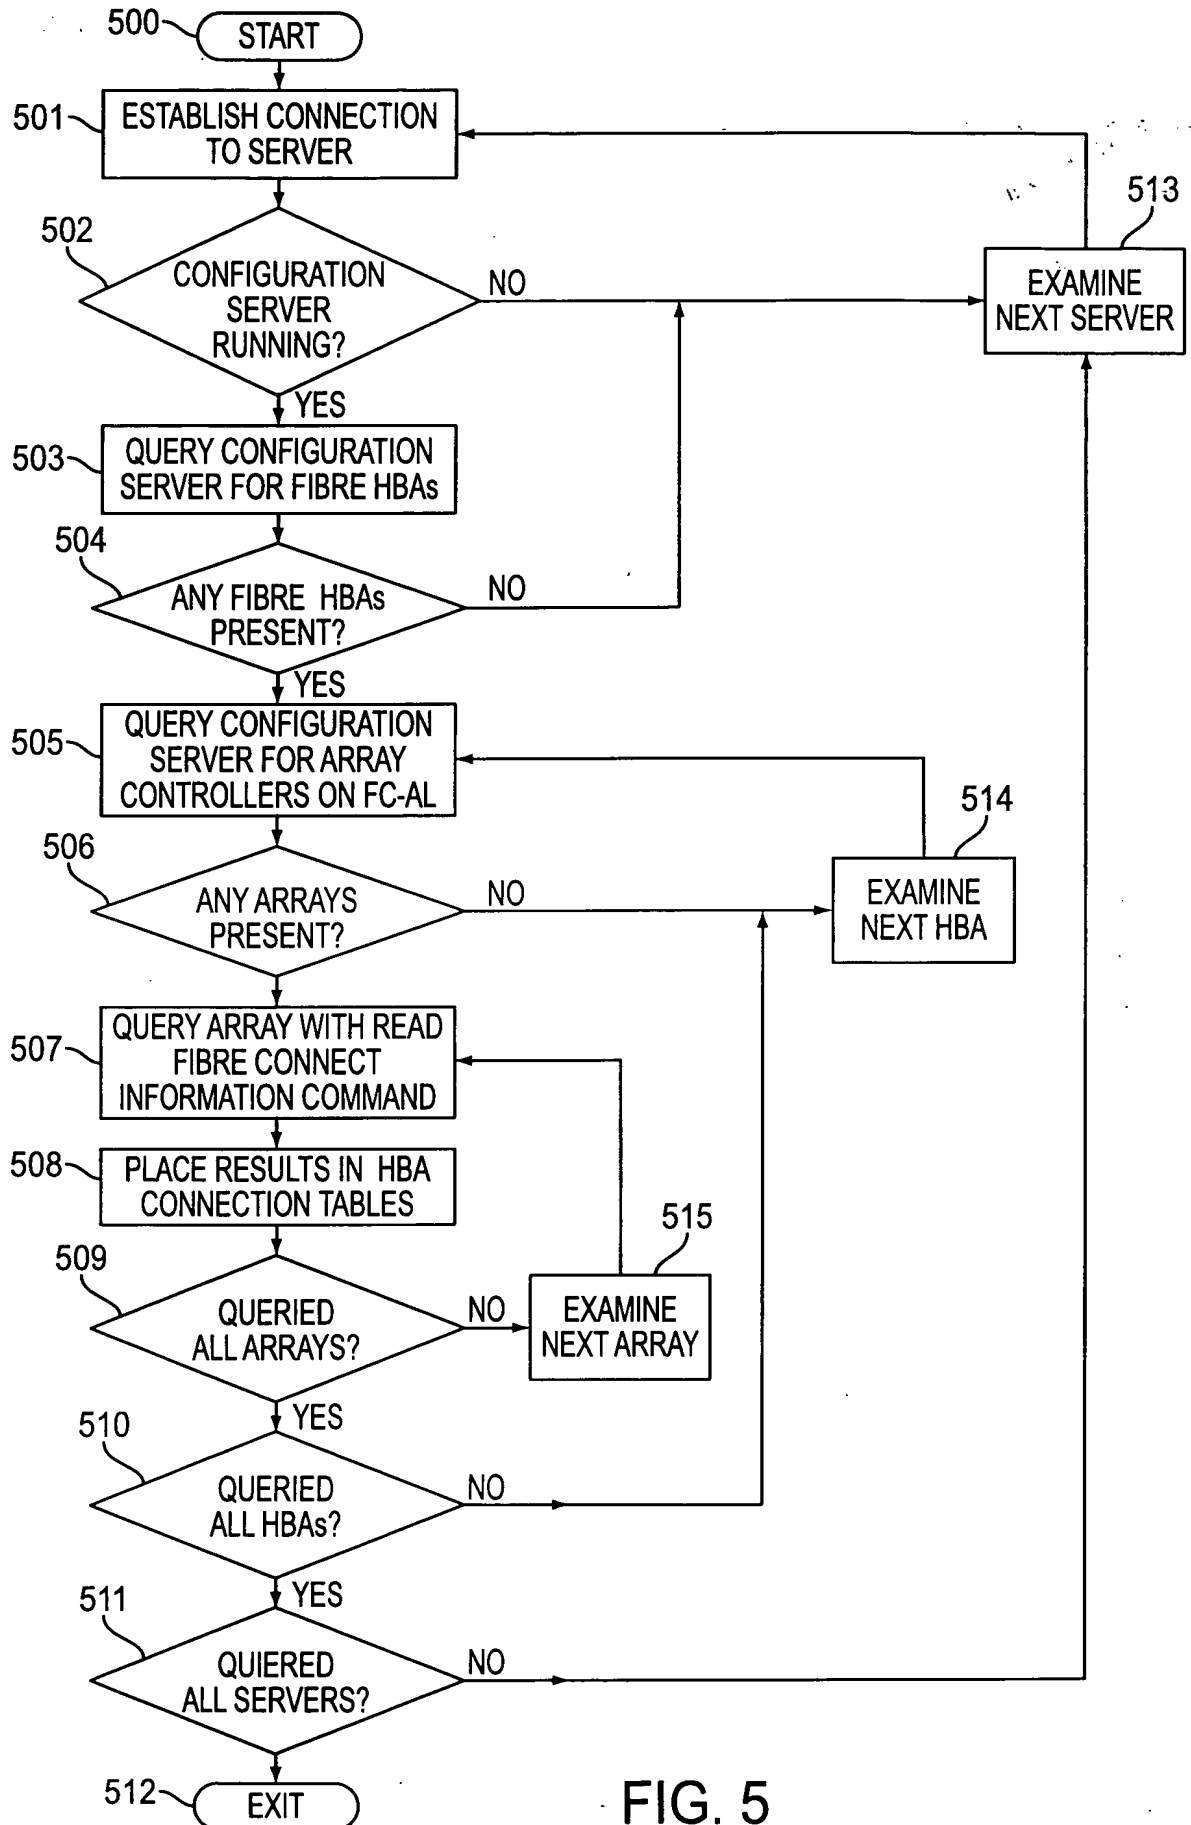 500
START
501
ESTABLISH CONNECTION
TO SERVER
513
502
CONFIGURATION
SERVER
RUNNING?
NO
EXAMINE
NEXT SERVER
YES
503
QUERY CONFIGURATION
SERVER FOR FIBRE HBAs
504
ANY FIBRE HBAs
PRESENT?
NO
YES
505
QUERY CONFIGURATION
SERVER FOR ARRAY
CONTROLLERS ON FC-AL
514
506
ANY ARRAYS
PRESENT?
NO
EXAMINE
NEXT HBA
507
QUERY ARRAY WITH READ
FIBRE CONNECT
INFORMATION COMMAND
508
PLACE RESULTS IN HBA
CONNECTION TABLES
515
509
QUERIED
ALL ARRAYS?
NO
EXAMINE
NEXT ARRAY
YES
510
QUERIED
ALL HBAs?
NO
YES
511
QUIERED
ALL SERVERS?
NO
512
EXIT
FIG. 5